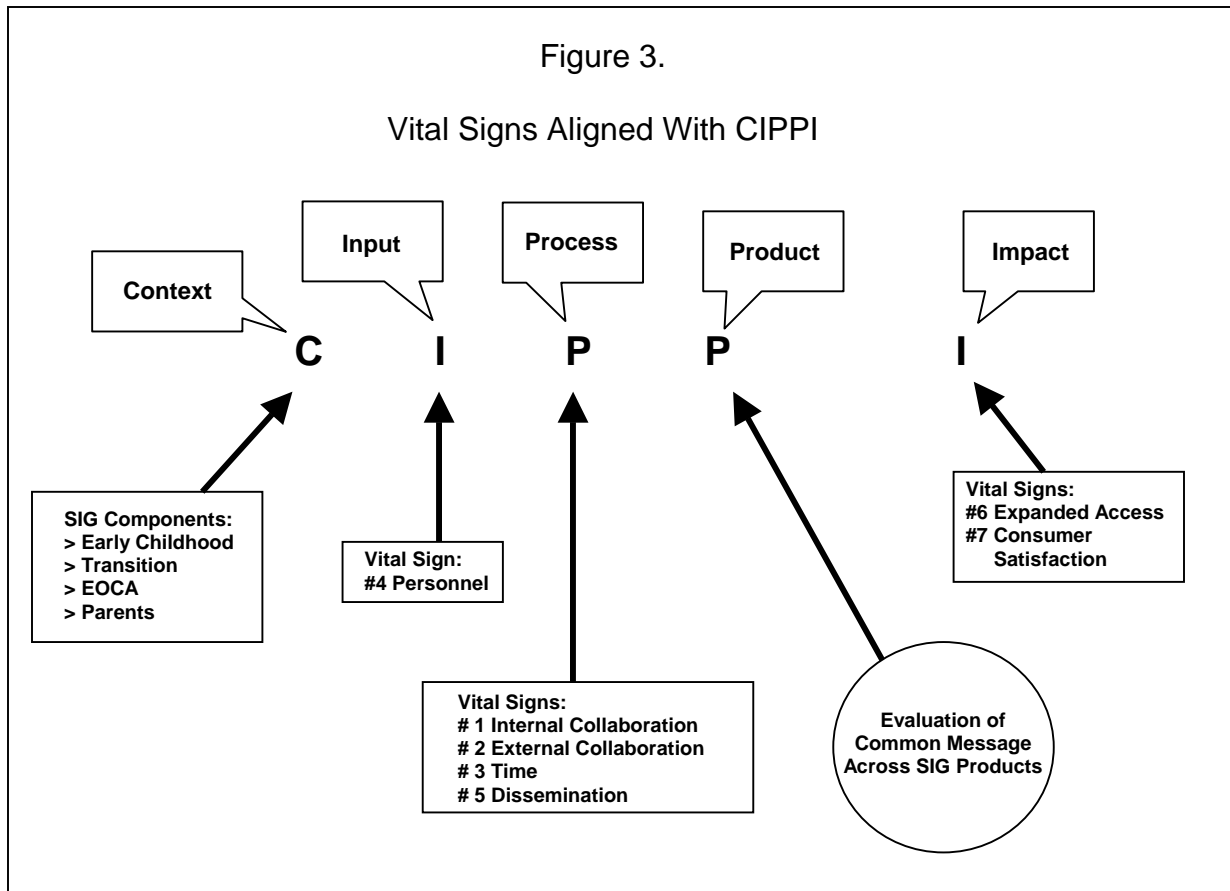 Figure 3.
Vital Signs Aligned With CIPPI
Context
Input
Process
Product
Impact
C I P P I
SIG Components:
> Early Childhood
> Transition
> EOCA
> Parents
Vital Sign:
#4 Personnel
Vital Signs:
# 1 Internal Collaboration
# 2 External Collaboration
# 3 Time
# 5 Dissemination
Evaluation of
Common Message
Across SIG Products
Vital Signs:
#6 Expanded Access
#7 Consumer
Satisfaction